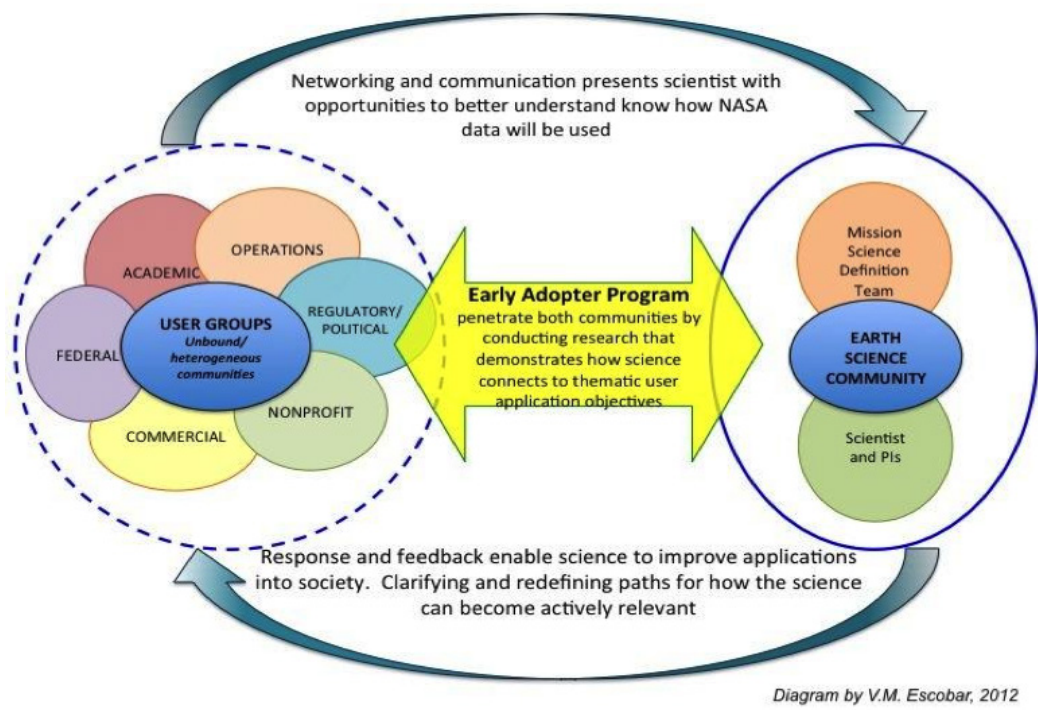 Networking and communication presents scientist with
opportunities to better understand know how NASA
data will be used
ACADEMIC
OPERATIONS
REGULATORY/
POLITICAL
FEDERAL
USER GROUPS
Unbound/
heterogeneous
communities
NONPROFIT
COMMERCIAL
Early Adopter Program
penetrate both communities by
conducting research that
demonstrates how science
connects to thematic user
application objectives
Mission
Science
Definition
Team
EARTH
SCIENCE
COMMUNITY
Scientist
and PIs
Response and feedback enable science to improve applications
into society.  Clarifying and redefining paths for how the science
can become actively relevant
Diagram by V.M. Escobar, 2012